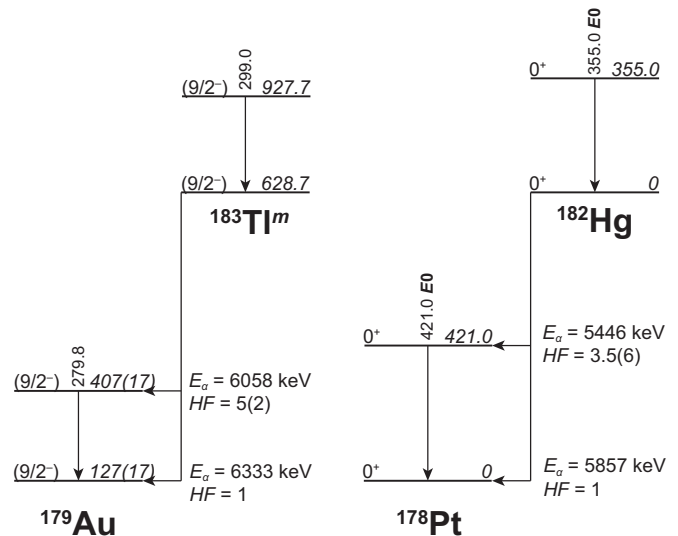 299.0
(9/2⁻) 927.7
(9/2⁻) 628.7
¹⁸³Tlᵐ
279.8
(9/2⁻) 407(17)
Eα = 6058 keV
HF = 5(2)
(9/2⁻) 127(17)
Eα = 6333 keV
HF = 1
¹⁷⁹Au
355.0 E0
0⁺ 355.0
0⁺ 0
¹⁸²Hg
421.0 E0
0⁺ 421.0
Eα = 5446 keV
HF = 3.5(6)
0⁺ 0
Eα = 5857 keV
HF = 1
¹⁷⁸Pt